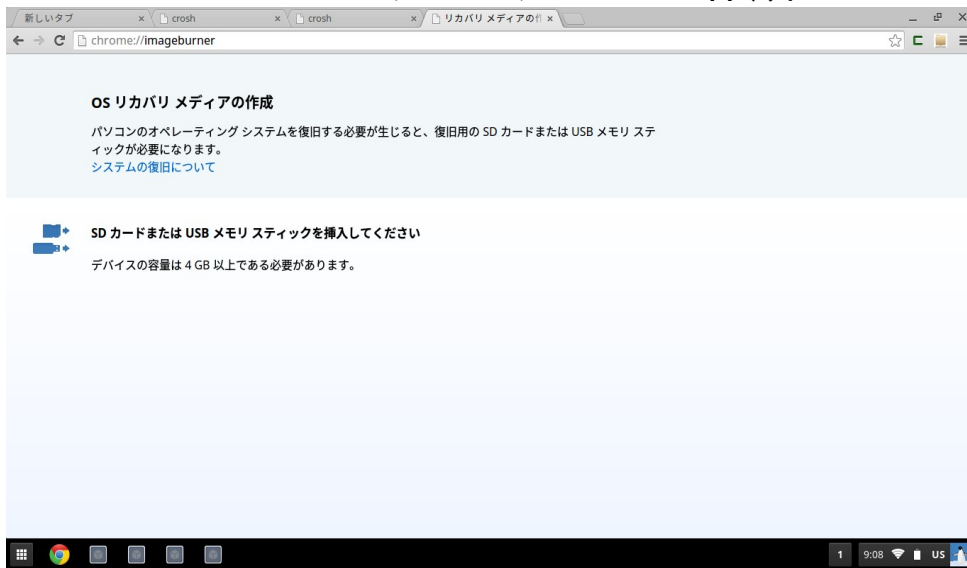 新しいタブ
crosh
crosh
リカバリ メディアの作
chrome://imageburner
OS リカバリ メディアの作成
パソコンのオペレーティング システムを復旧する必要が生じると、復旧用の SD カードまたは USB メモリ ステ
ィックが必要になります。
システムの復旧について
SD カードまたは USB メモリ スティックを挿入してください
デバイスの容量は 4 GB 以上である必要があります。
1 9:08 US